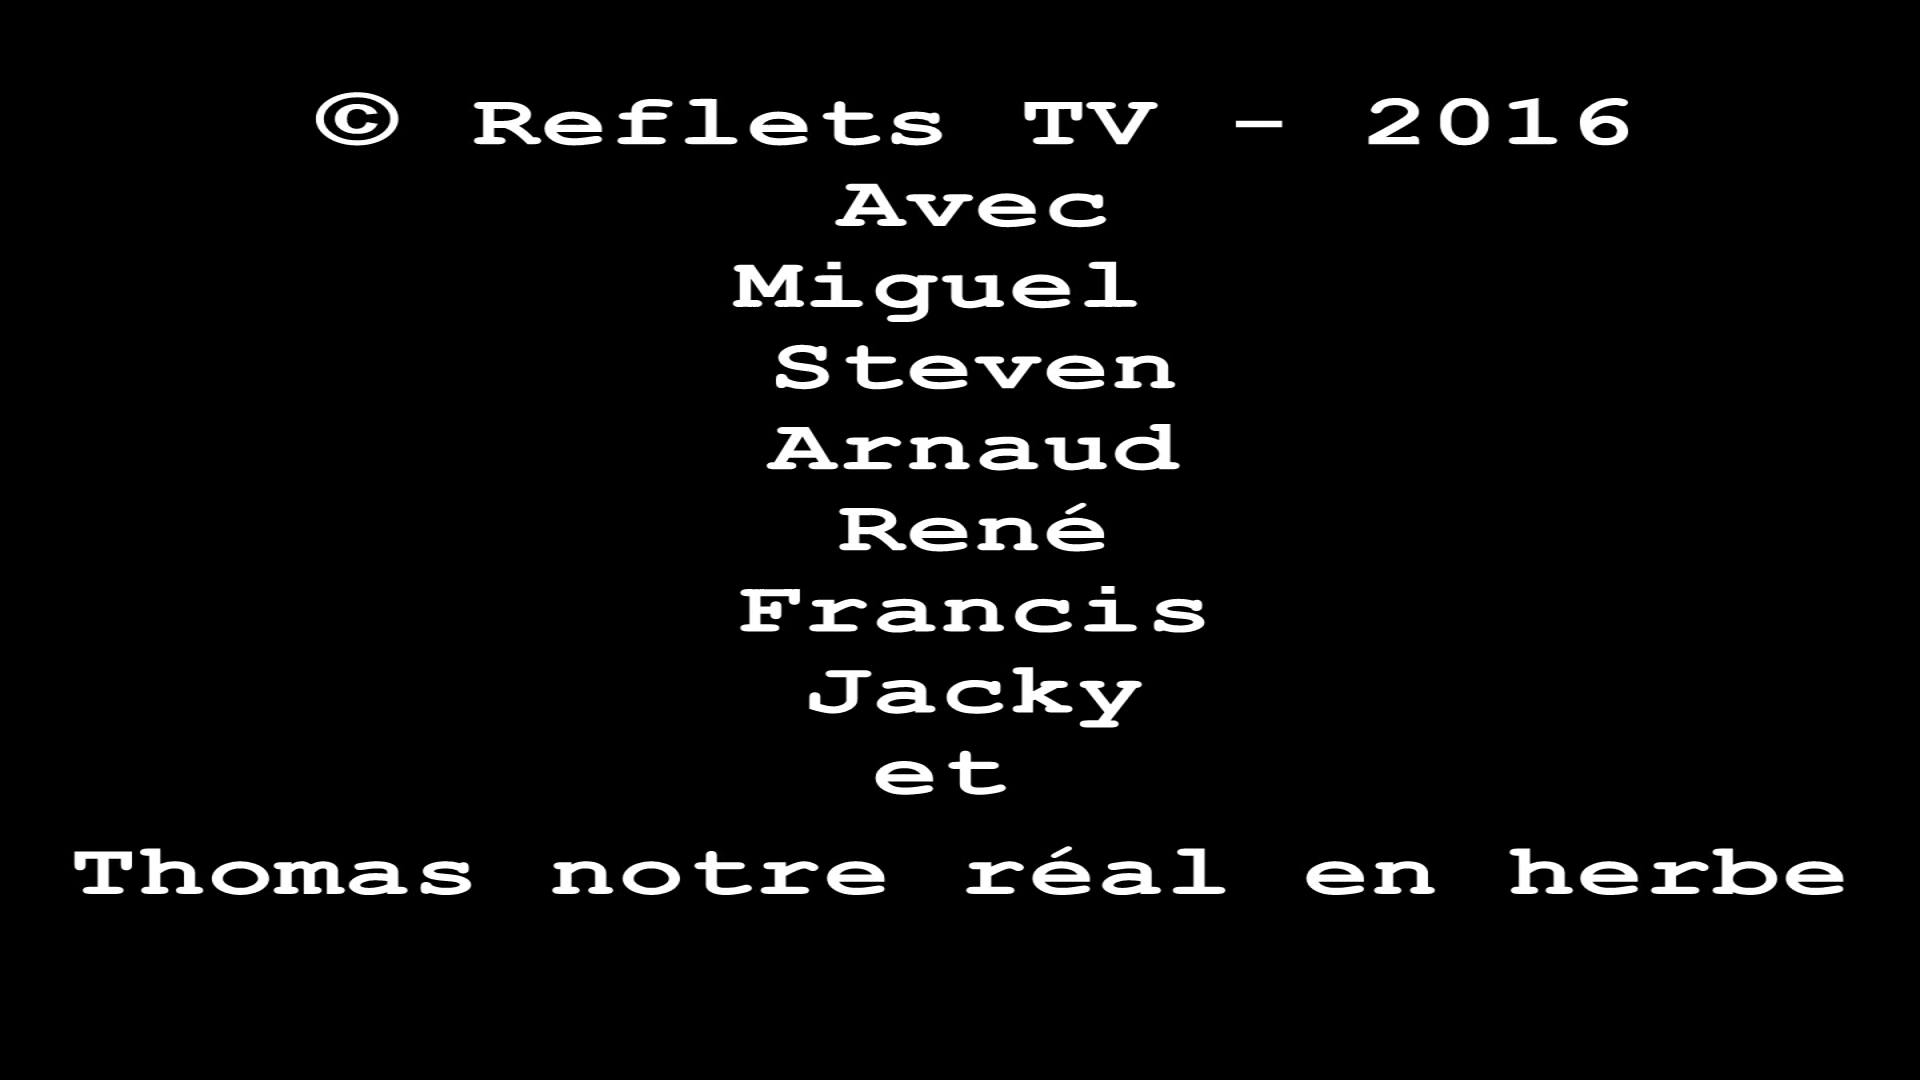 © Reflets TV - 2016
Avec
Miguel
Steven
Arnaud
René
Francis
Jacky
et
Thomas notre réal en herbe